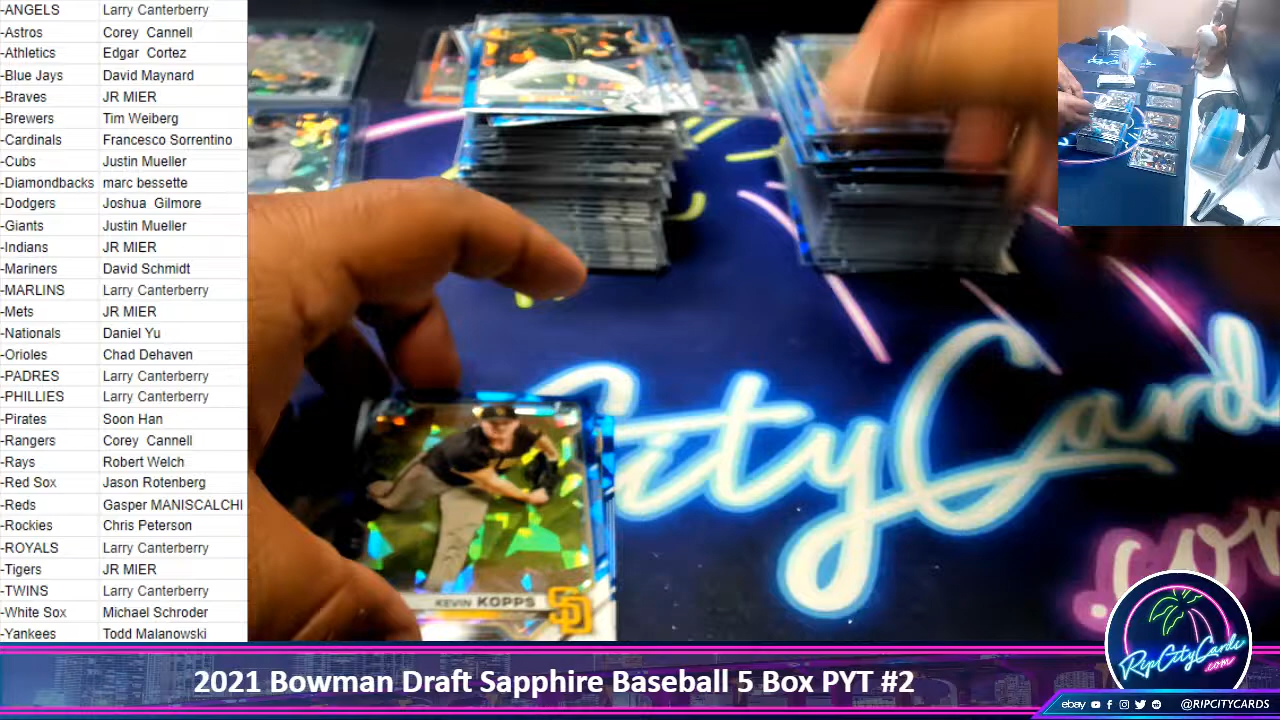 -ANGELS Larry Canterberry
-Astros Corey Cannell
-Athletics Edgar Cortez
-Blue Jays David Maynard
-Braves JR MIER
-Brewers Tim Weiberg
-Cardinals Francesco Sorrentino
-Cubs Justin Mueller
-Diamondbacks marc bessette
-Dodgers Joshua Gilmore
-Giants Justin Mueller
-Indians JR MIER
-Mariners David Schmidt
-MARLINS Larry Canterberry
-Mets JR MIER
-Nationals Daniel Yu
-Orioles Chad Dehaven
-PADRES Larry Canterberry
-PHILLIES Larry Canterberry
-Pirates Soon Han
-Rangers Corey Cannell
-Rays Robert Welch
-Red Sox Jason Rotenberg
-Reds Gasper MANISCALCHI
-Rockies Chris Peterson
-ROYALS Larry Canterberry
-Tigers JR MIER
-TWINS Larry Canterberry
-White Sox Michael Schroder
-Yankees Todd Malanowski
City Card
.com
KEVIN KOPPS SD
RipCityCards
.com
2021 Bowman Draft Sapphire Baseball 5 Box PYT #2
ebay @RIPCITYCARDS